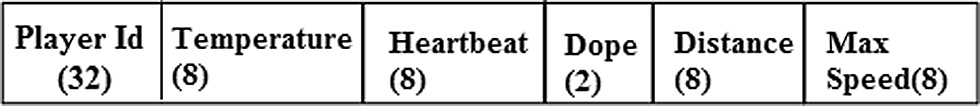 Player Id
(32)
Temperature
(8)
Heartbeat
(8)
Dope
(2)
Distance
(8)
Max
Speed(8)